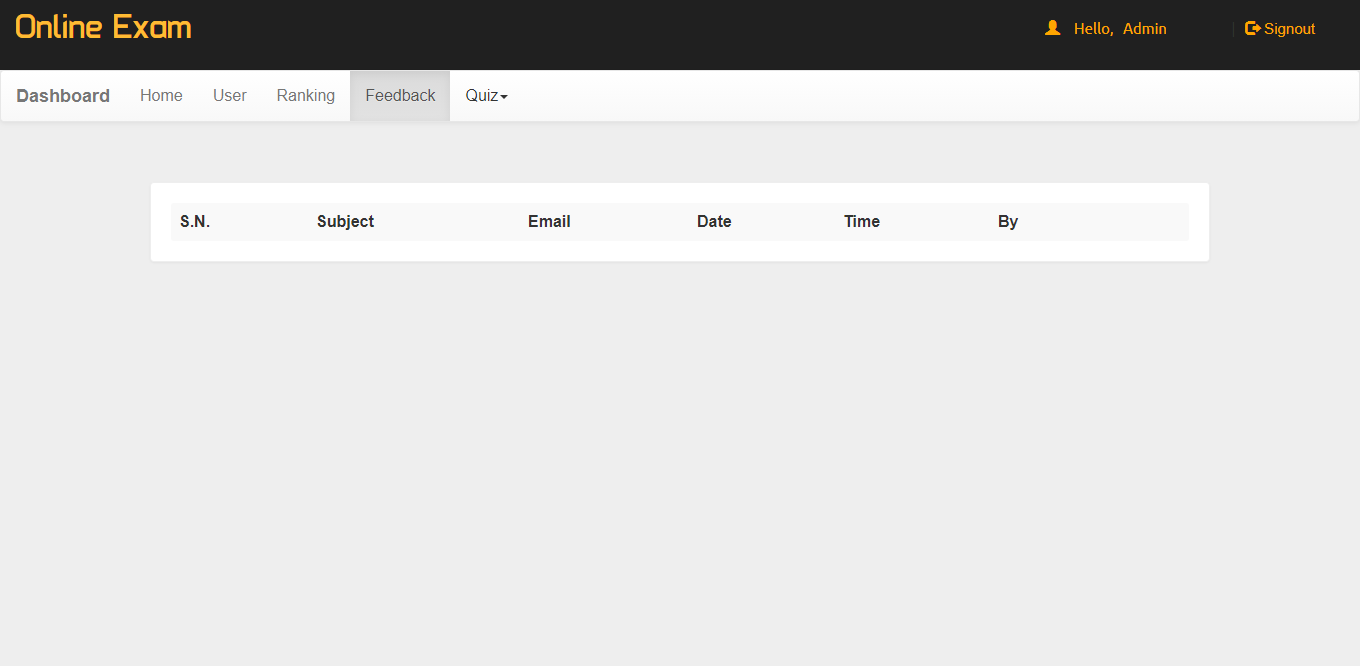 Online Exam
Hello, Admin
Signout
Dashboard Home User Ranking Feedback Quiz
S.N. Subject Email Date Time By